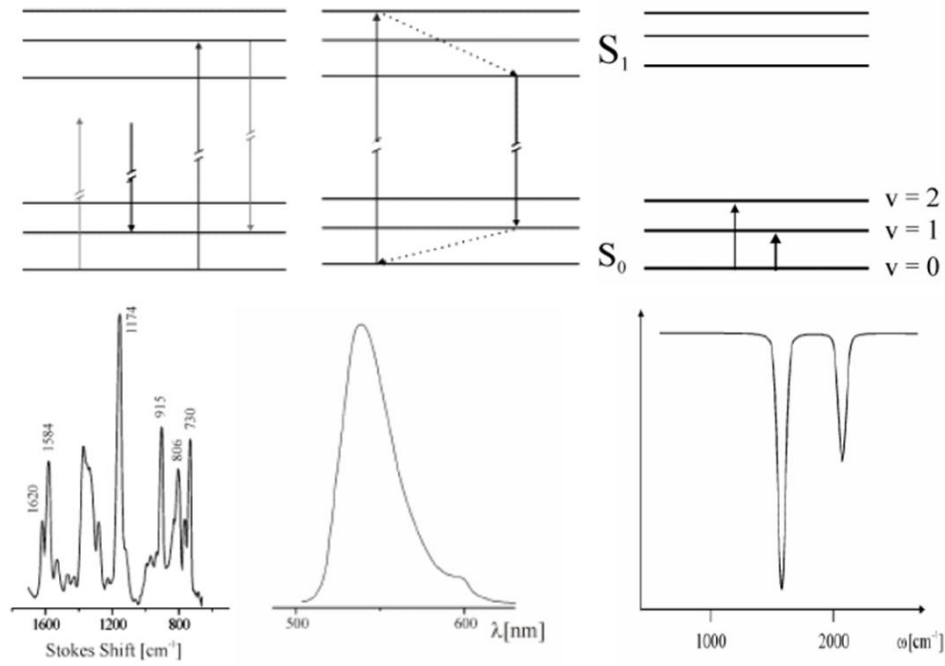 S₁
v = 2
v = 1
S₀
v = 0
1174
915
730
806
1584
1620
1600
1200
800
Stokes Shift [cm⁻¹]
500
600
λ[nm]
1000
2000
ω[cm⁻¹]